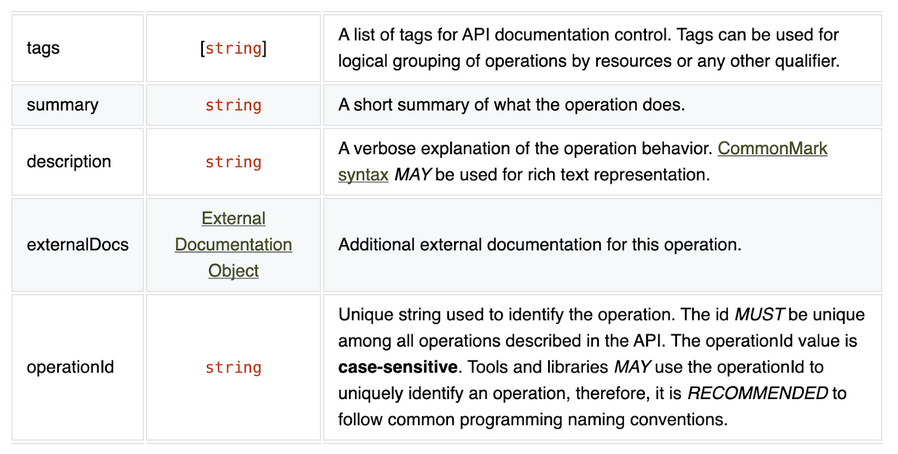 tags
[string]
A list of tags for API documentation control. Tags can be used for
logical grouping of operations by resources or any other qualifier.
summary
string
A short summary of what the operation does.
description
string
A verbose explanation of the operation behavior. CommonMark
syntax MAY be used for rich text representation.
externalDocs
External
Documentation
Object
Additional external documentation for this operation.
operationId
string
Unique string used to identify the operation. The id MUST be unique
among all operations described in the API. The operationId value is
case-sensitive. Tools and libraries MAY use the operationId to
uniquely identify an operation, therefore, it is RECOMMENDED to
follow common programming naming conventions.